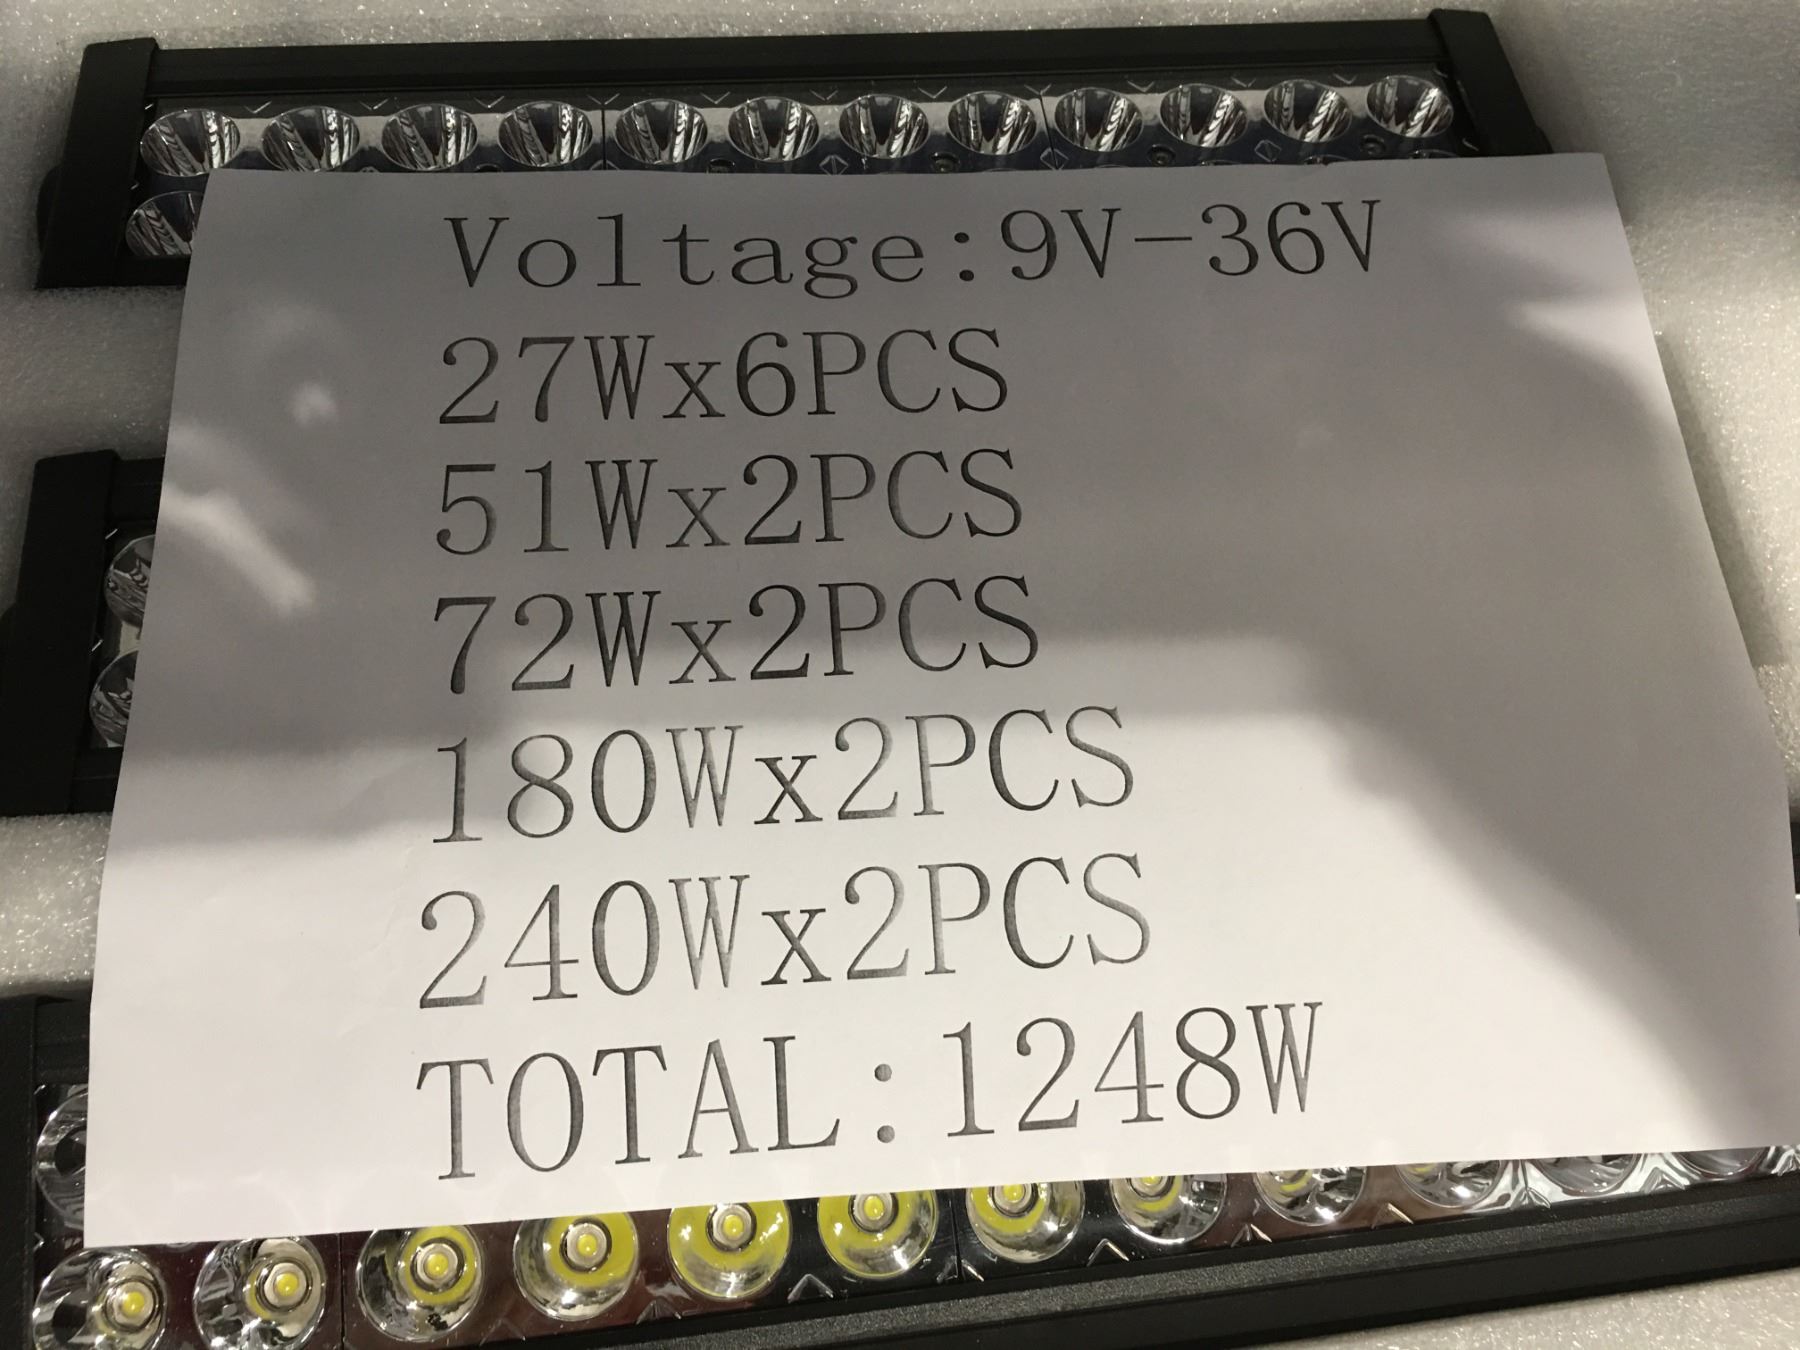 Voltage:9V-36V
27Wx6PCS
51Wx2PCS
72Wx2PCS
180Wx2PCS
240Wx2PCS
TOTAL:1248W